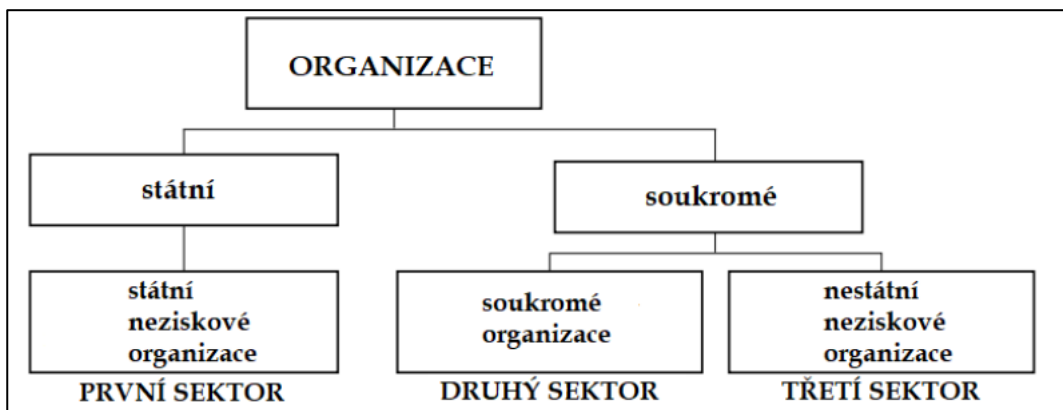 ORGANIZACE
státní
soukromé
státní
neziskové
organizace
soukromé
organizace
nestátní
neziskové
organizace
PRVNÍ SEKTOR
DRUHÝ SEKTOR
TŘETÍ SEKTOR